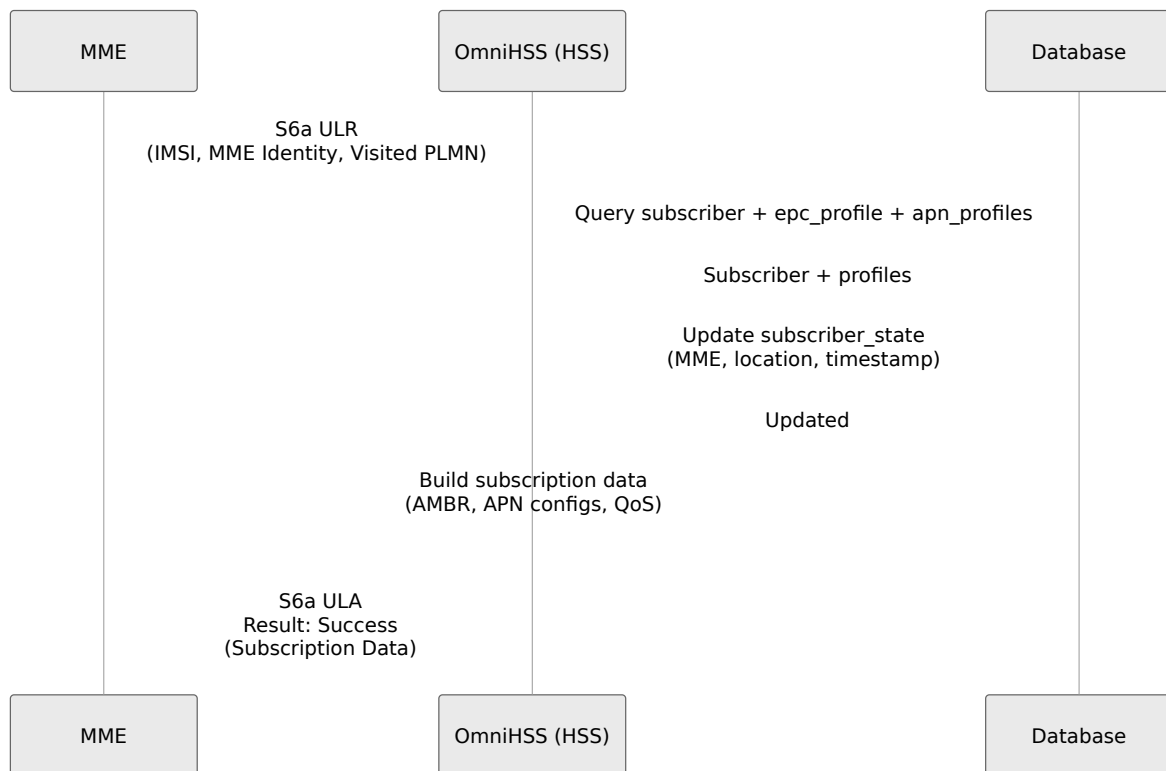 MME
OmniHSS (HSS)
Database
S6a ULR
(IMSI, MME Identity, Visited PLMN)
Query subscriber + epc_profile + apn_profiles
Subscriber + profiles
Update subscriber_state
(MME, location, timestamp)
Updated
Build subscription data
(AMBR, APN configs, QoS)
S6a ULA
Result: Success
(Subscription Data)
MME
OmniHSS (HSS)
Database